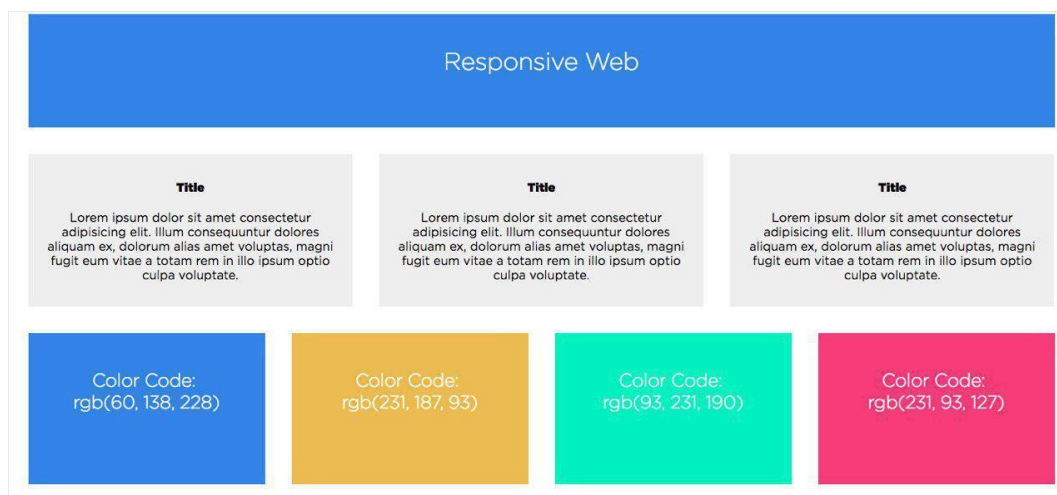 Responsive Web
Title
Lorem ipsum dolor sit amet consectetur
adipisicing elit. Illum consequuntur dolores
aliquam ex, dolorum alias amet voluptas, magni
fugit eum vitae a totam rem in illo ipsum optio
culpa voluptate.
Title
Lorem ipsum dolor sit amet consectetur
adipisicing elit. Illum consequuntur dolores
aliquam ex, dolorum alias amet voluptas, magni
fugit eum vitae a totam rem in illo ipsum optio
culpa voluptate.
Title
Lorem ipsum dolor sit amet consectetur
adipisicing elit. Illum consequuntur dolores
aliquam ex, dolorum alias amet voluptas, magni
fugit eum vitae a totam rem in illo ipsum optio
culpa voluptate.
Color Code:
rgb(60, 138, 228)
Color Code:
rgb(231, 187, 93)
Color Code:
rgb(93, 231, 190)
Color Code:
rgb(231, 93, 127)